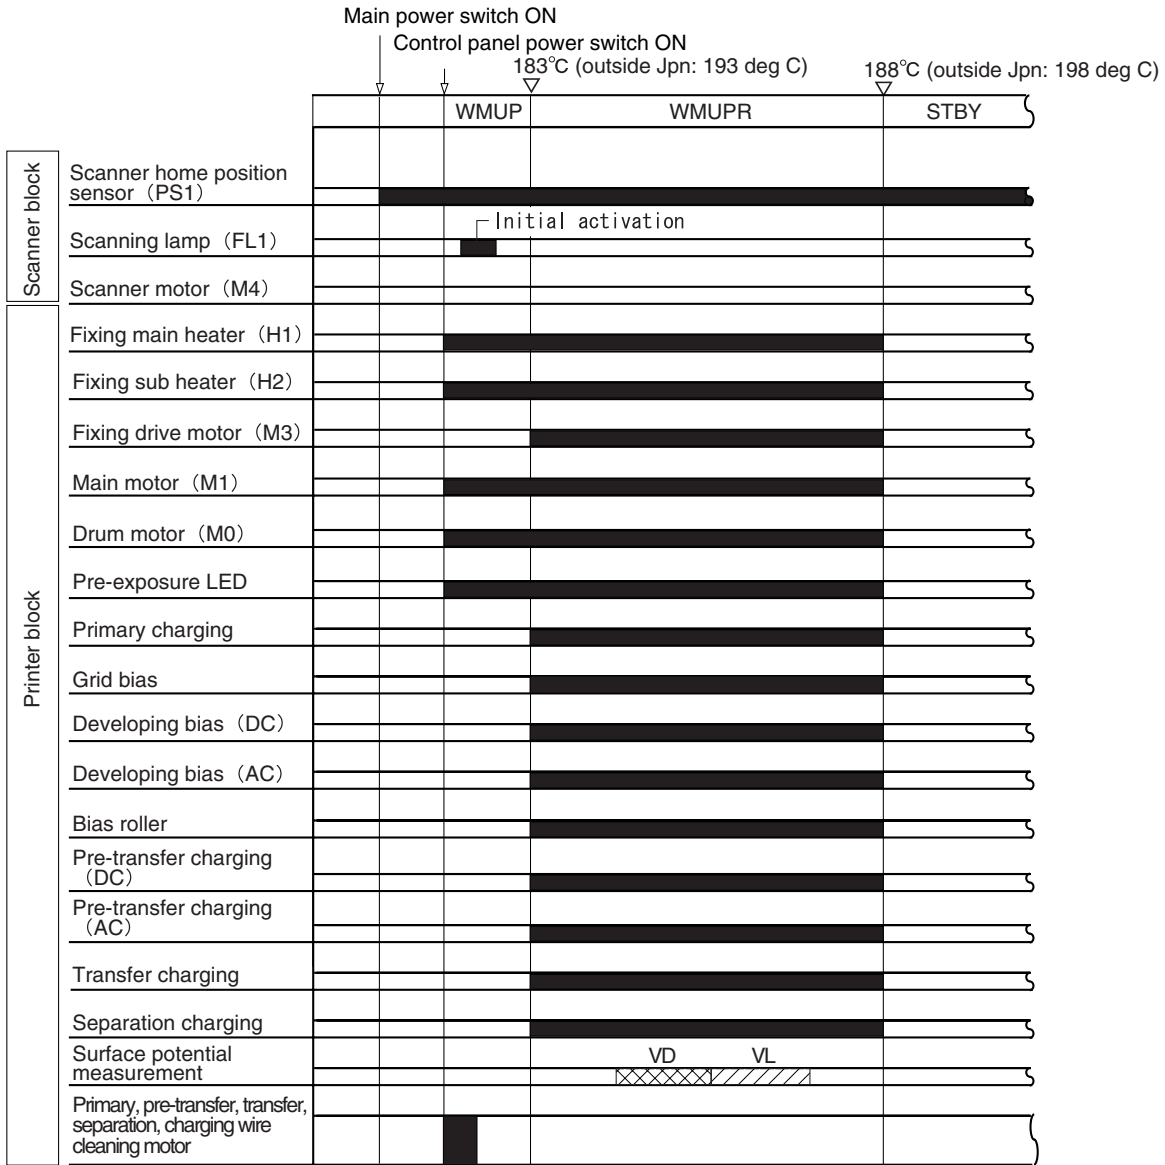 Main power switch ON
Control panel power switch ON
183°C (outside Jpn: 193 deg C)
188°C (outside Jpn: 198 deg C)
WMUP
WMUPR
STBY
Scanner block
Scanner home position
sensor (PS1)
Initial activation
Scanning lamp (FL1)
Scanner motor (M4)
Printer block
Fixing main heater (H1)
Fixing sub heater (H2)
Fixing drive motor (M3)
Main motor (M1)
Drum motor (M0)
Pre-exposure LED
Primary charging
Grid bias
Developing bias (DC)
Developing bias (AC)
Bias roller
Pre-transfer charging
(DC)
Pre-transfer charging
(AC)
Transfer charging
Separation charging
Surface potential
measurement
VD
VL
Primary, pre-transfer, transfer,
separation, charging wire
cleaning motor